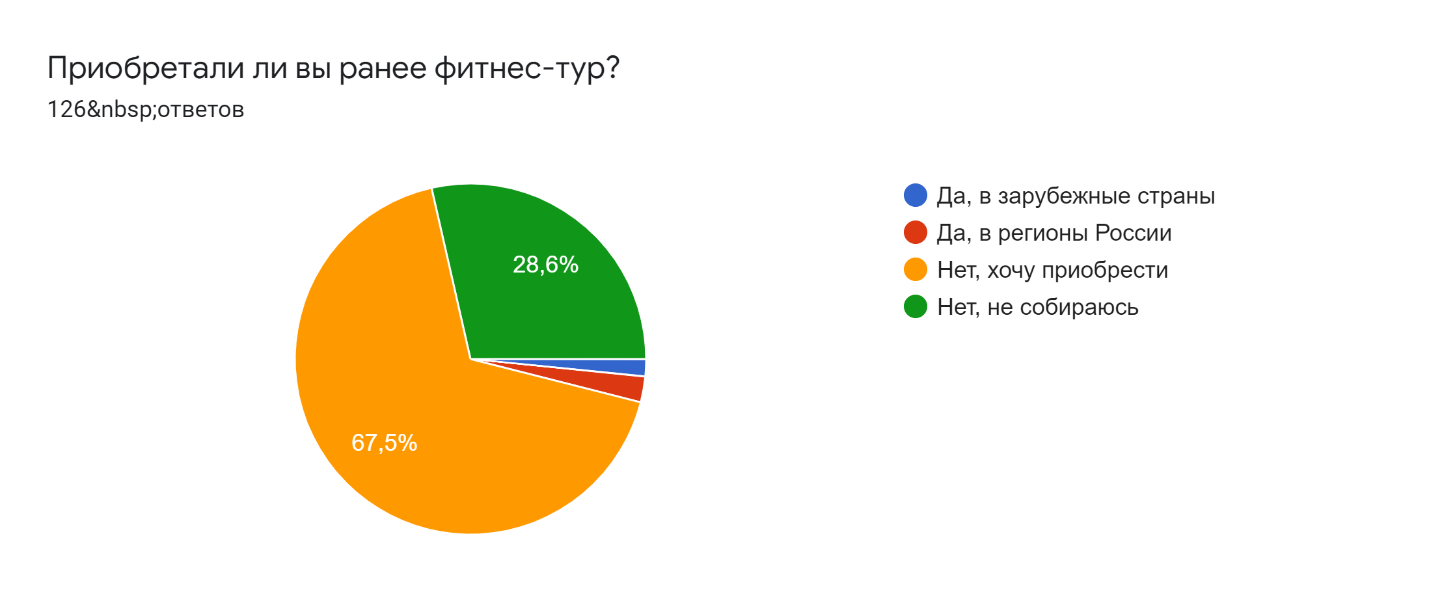 Приобретали ли вы ранее фитнес-тур?
126&nbsp;ответов
Да, в зарубежные страны
Да, в регионы России
Нет, хочу приобрести
Нет, не собираюсь
28,6%
67,5%